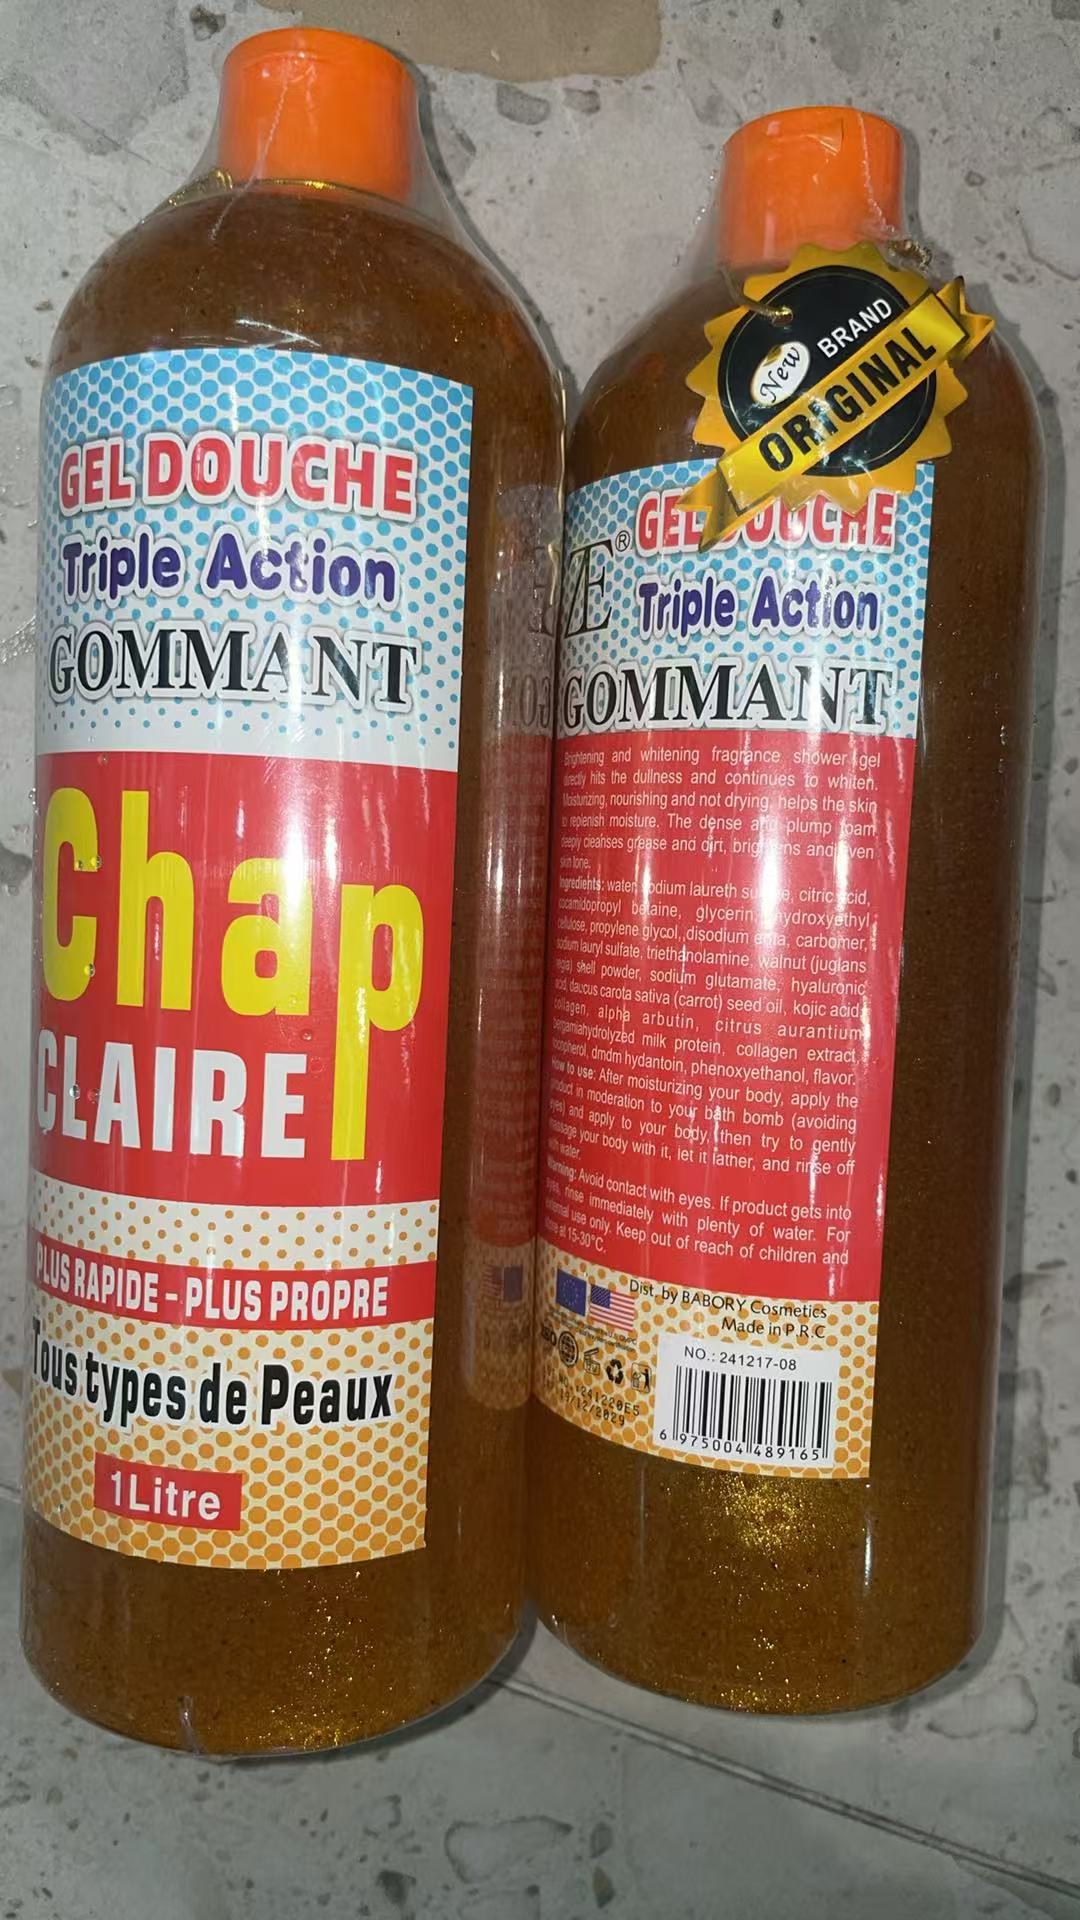 GEL DOUCHE
Triple Action
GOMMANT
Chap
CLAIRE
PLUS RAPIDE - PLUS PROPRE
Tous types de Peaux
1Litre
New BRAND
ORIGINAL
Æ® GEL DOUCHE
Triple Action
GOMMANT
Brightening and whitening fragrance shower gel
directly hits the dullness and continues to whiten.
Moisturizing, nourishing and not drying, helps the skin
to replenish moisture. The dense and plump foam
deeply cleanses grease and dirt, brightens and even
skin tone.
Ingredients: water, sodium laureth sulfate, citric acid,
cocamidopropyl betaine, glycerin, hydroxyethyl
cellulose, propylene glycol, disodium edta, carbomer,
sodium lauryl sulfate, triethanolamine, walnut (juglans
regia) shell powder, sodium glutamate, hyaluronic
acid, daucus carota sativa (carrot) seed oil, kojic acid,
collagen, alpha arbutin, citrus aurantium
bergamiahydrolyzed milk protein, collagen extract,
tocopherol, dmdm hydantoin, phenoxyethanol, flavor.
How to use: After moisturizing your body, apply the
product in moderation to your bath bomb (avoiding
eyes) and apply to your body, then try to gently
massage your body with it, let it lather, and rinse off
with water.
Warning: Avoid contact with eyes. If product gets into
eyes, rinse immediately with plenty of water. For
external use only. Keep out of reach of children and
store at 15-30°C.
Dist. by BABORY Cosmetics
Made in P.R.C
ISO
NO.: 241217-08
241220E5
19/12/2029
6 975004 489165